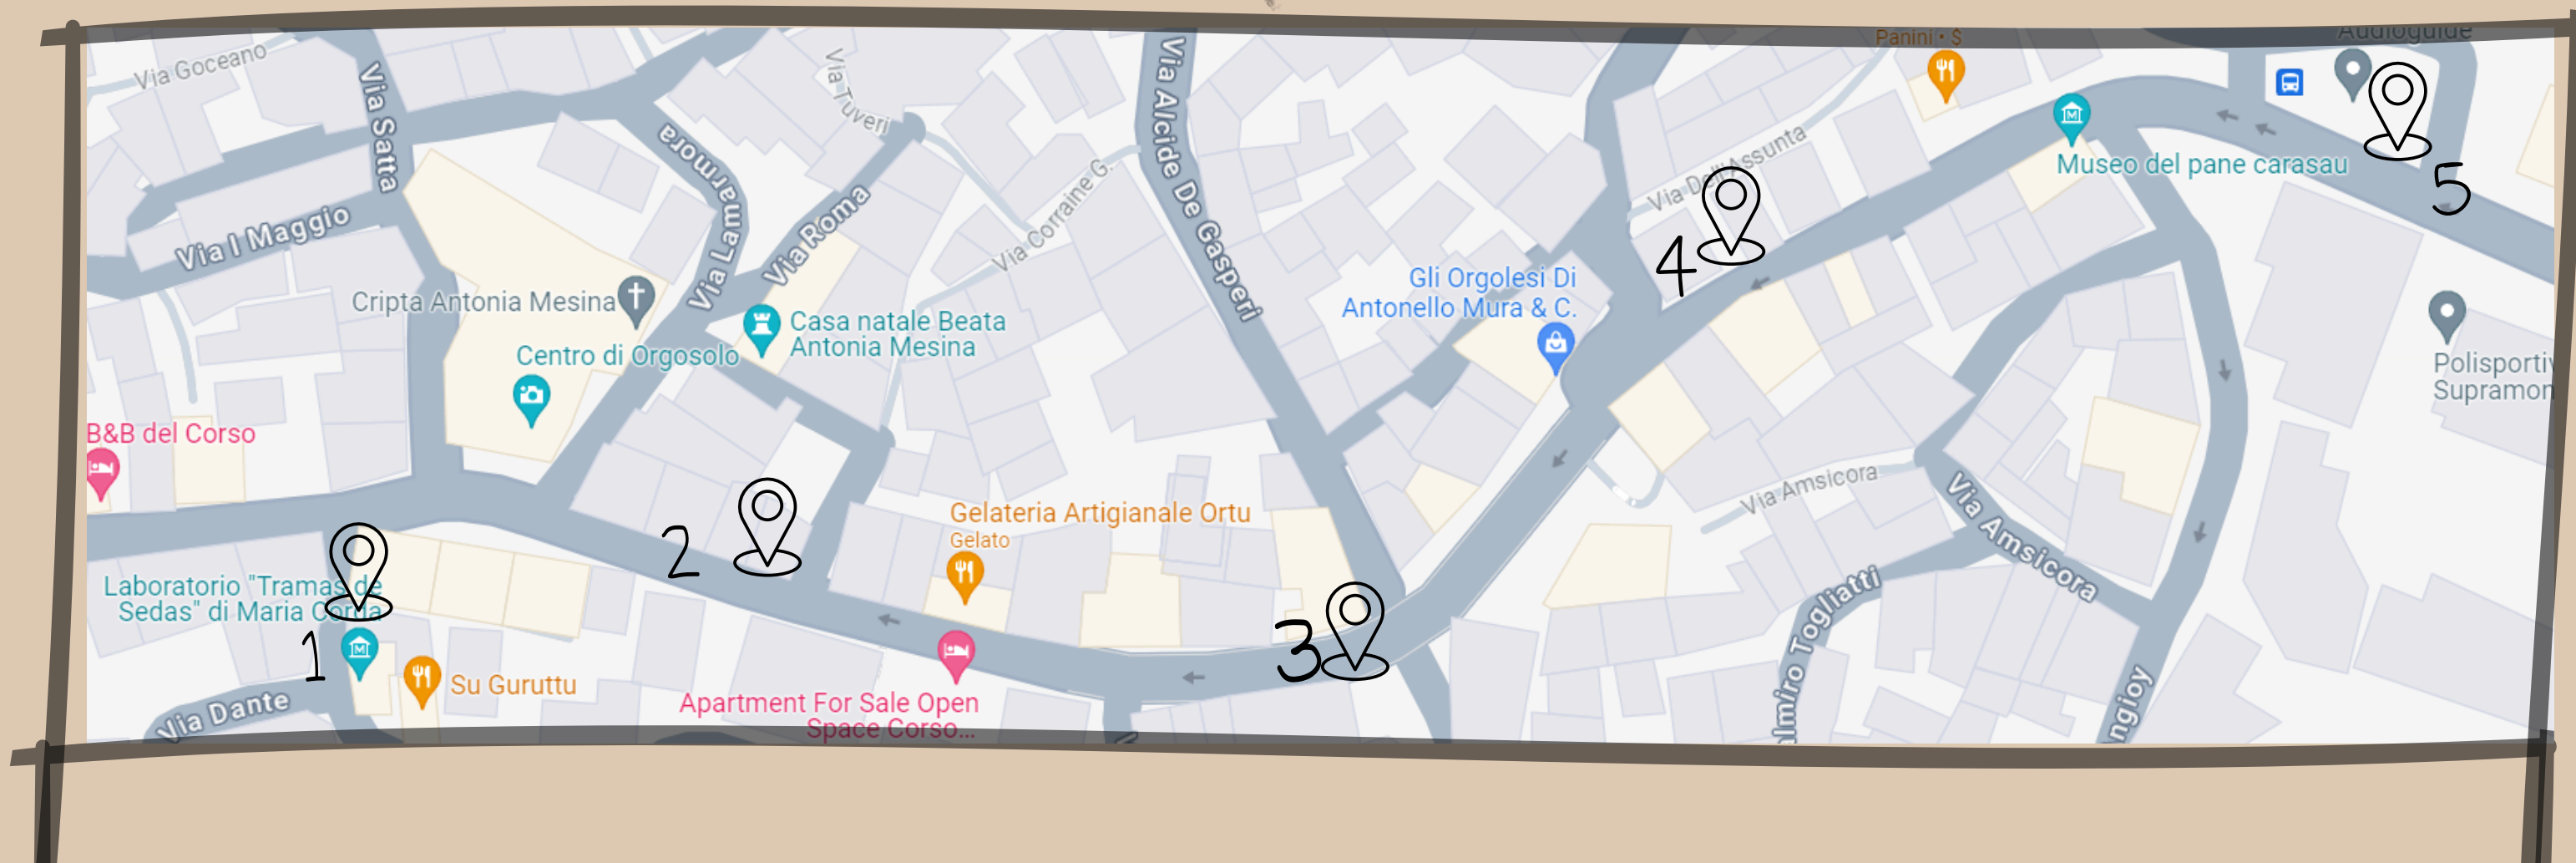 Panini • $
Audioguide
Via Goceano
Via Satta
Via Tuveri
Via Alcide De Gasperi
Via Lamarmora
Via Dell'Assunta
Museo del pane carasau
5
Via I Maggio
Via Roma
Via Corraine G.
4
Cripta Antonia Mesina
Casa natale Beata
Antonia Mesina
Gli Orgolesi Di
Antonello Mura & C.
Centro di Orgosolo
Polisportiv
Supramon
B&B del Corso
Via Amsicora
Via Amsicora
2
Gelateria Artigianale Ortu
Gelato
Laboratorio "Tramas de
Sedas" di Maria Corda
1
3
Su Guruttu
Via Dante
Apartment For Sale Open
Space Corso...
lmiro Togliatti
ngioy